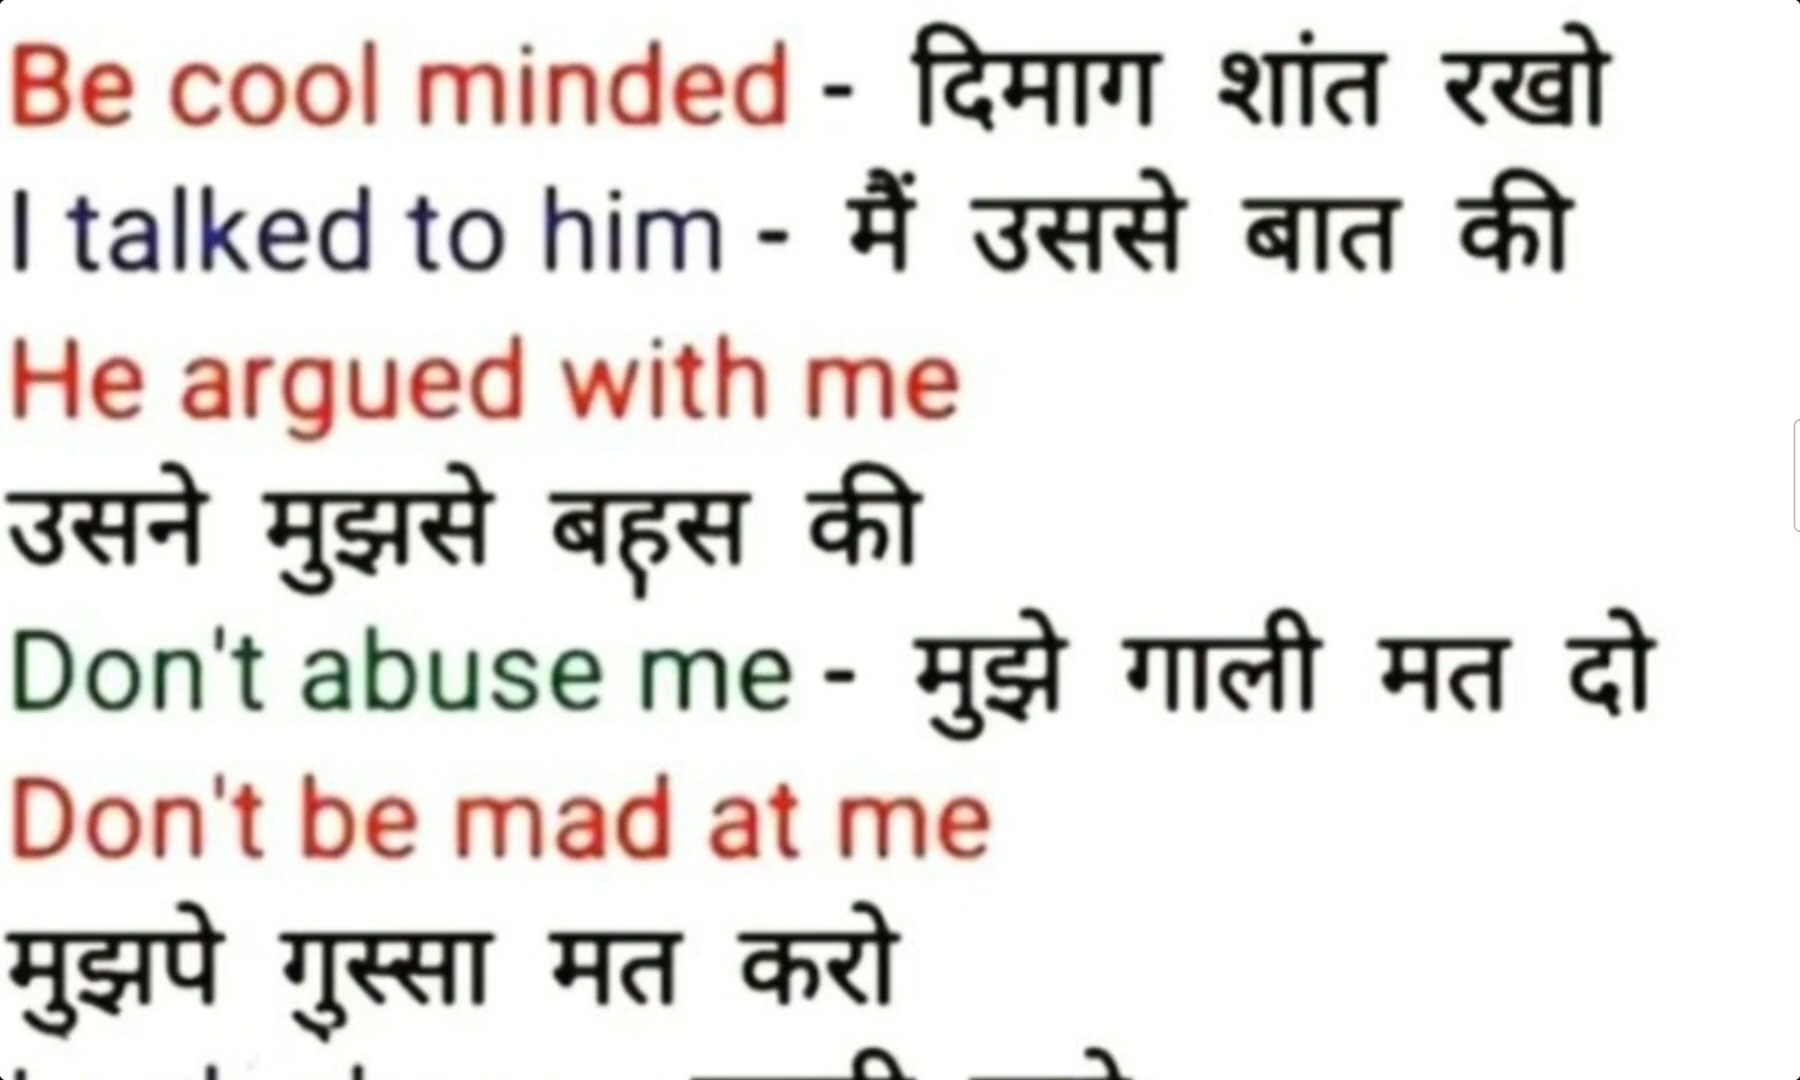 Be cool minded - दिमाग शांत रखो
I talked to him - मैं उससे बात की
He argued with me
उसने मुझसे बहस की
Don't abuse me - मुझे गाली मत दो
Don't be mad at me
मुझपे गुस्सा मत करो